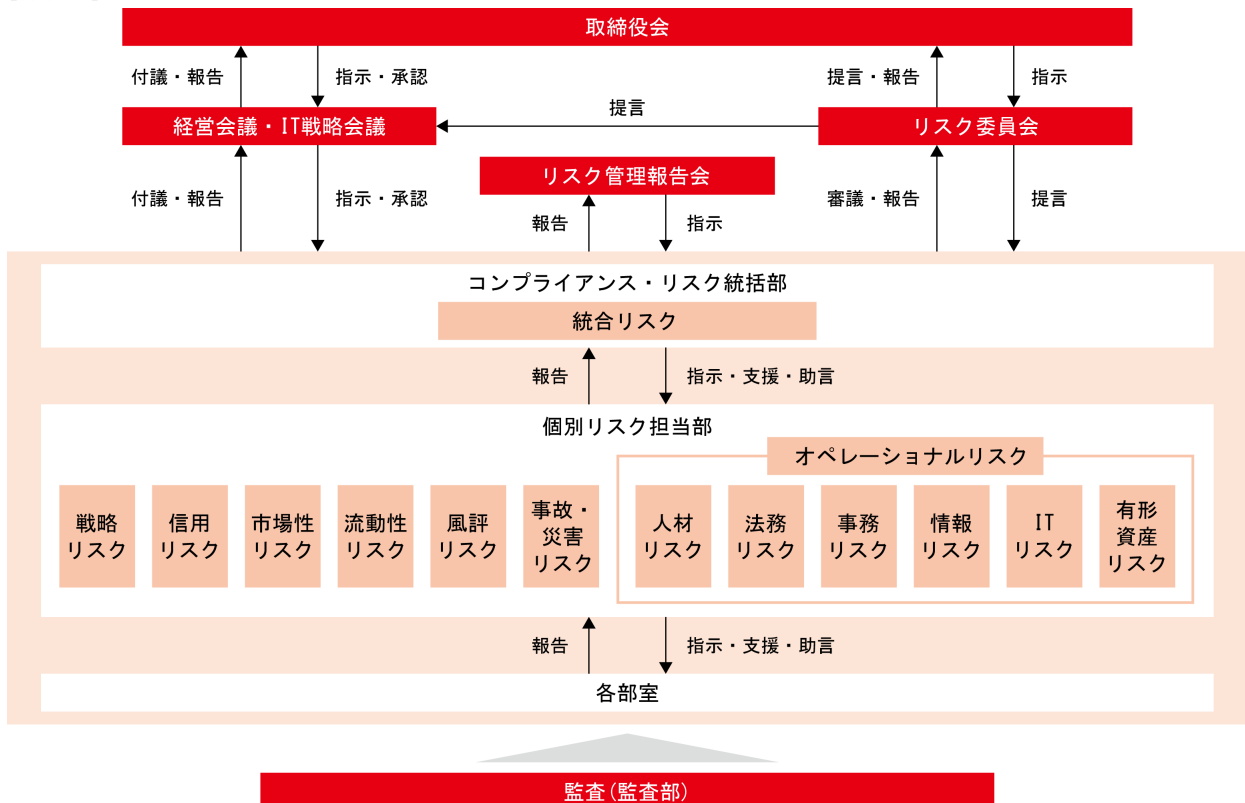 取締役会
付議・報告
指示・承認
提言・報告
指示
経営会議・IT戦略会議
提言
リスク委員会
リスク管理報告会
付議・報告
指示・承認
報告
指示
審議・報告
提言
コンプライアンス・リスク統括部
統合リスク
報告
指示・支援・助言
個別リスク担当部
オペレーショナルリスク
戦略
リスク
信用
リスク
市場性
リスク
流動性
リスク
風評
リスク
事故・
災害
リスク
人材
リスク
法務
リスク
事務
リスク
情報
リスク
IT
リスク
有形
資産
リスク
報告
指示・支援・助言
各部室
監査(監査部)